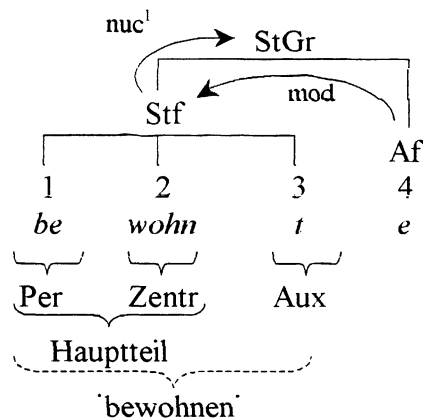 nuc¹
StGr
mod
Stf
Af
1 2 3 4
be wohn t e
Per Zentr Aux
Hauptteil
'bewohnen'